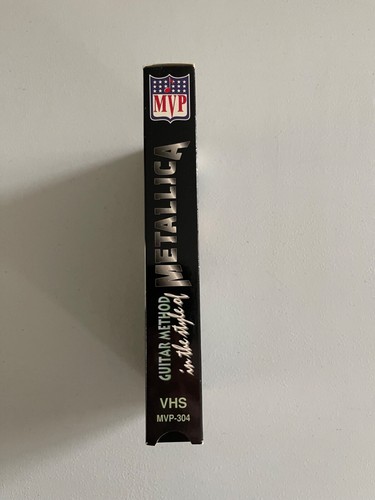 MVP
GUITAR METHOD
in the style of
METALLICA
VHS
MVP-304